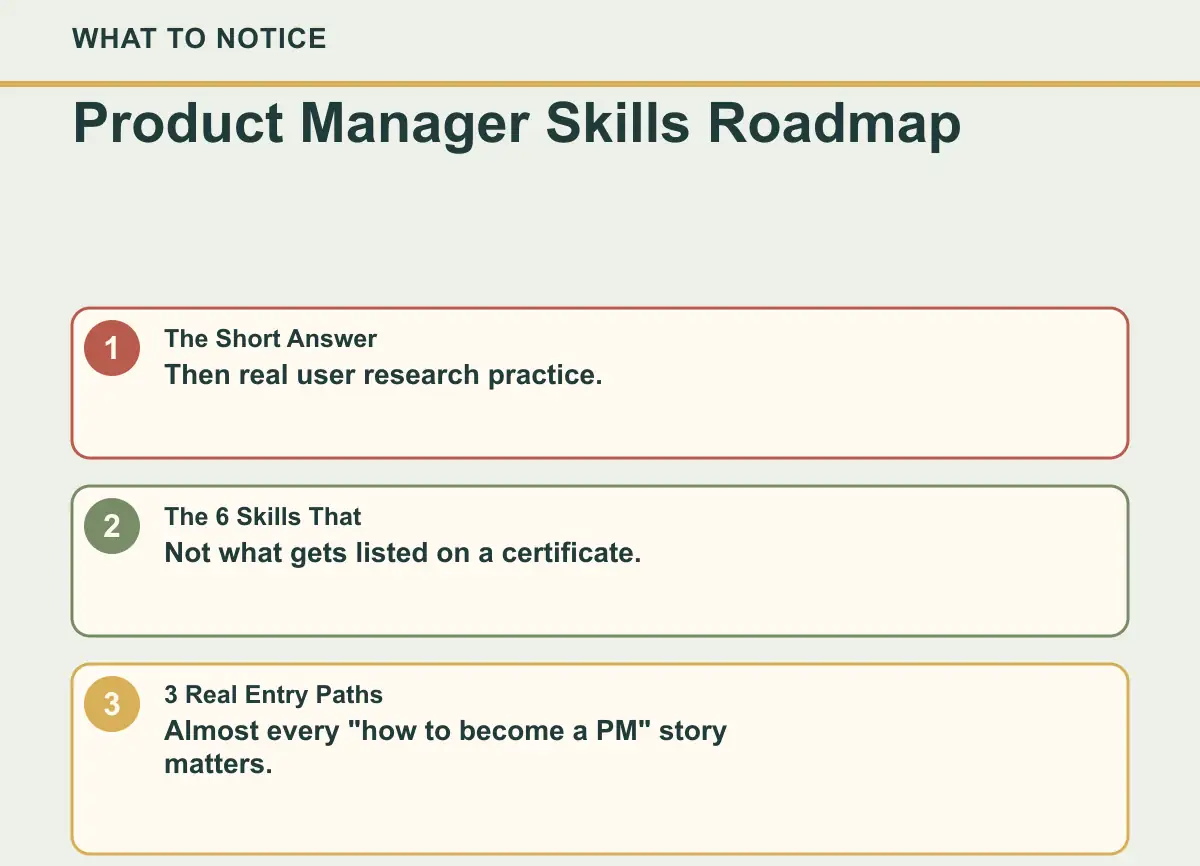 WHAT TO NOTICE
Product Manager Skills Roadmap
1
The Short Answer
Then real user research practice.
2
The 6 Skills That
Not what gets listed on a certificate.
3
3 Real Entry Paths
Almost every "how to become a PM" story
matters.